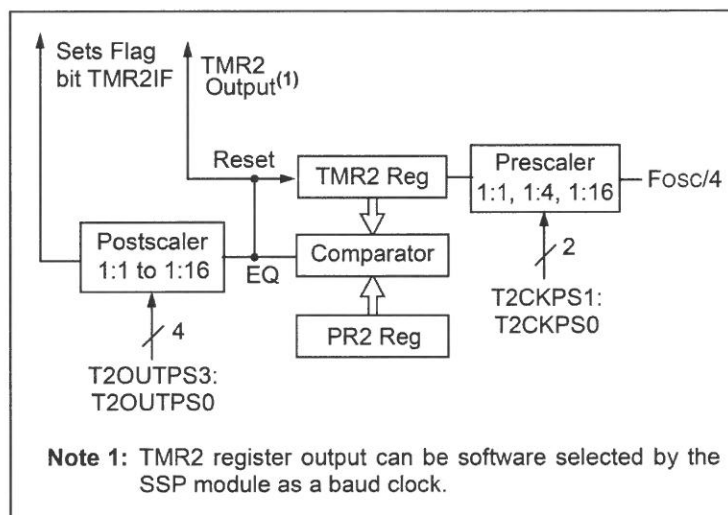 Sets Flag
bit TMR2IF
TMR2
Output(1)
Reset
TMR2 Reg
Prescaler
1:1, 1:4, 1:16
Fosc/4
Postscaler
1:1 to 1:16
EQ
Comparator
2
4
PR2 Reg
T2CKPS1:
T2CKPS0
T2OUTPS3:
T2OUTPS0
Note 1: TMR2 register output can be software selected by the
SSP module as a baud clock.